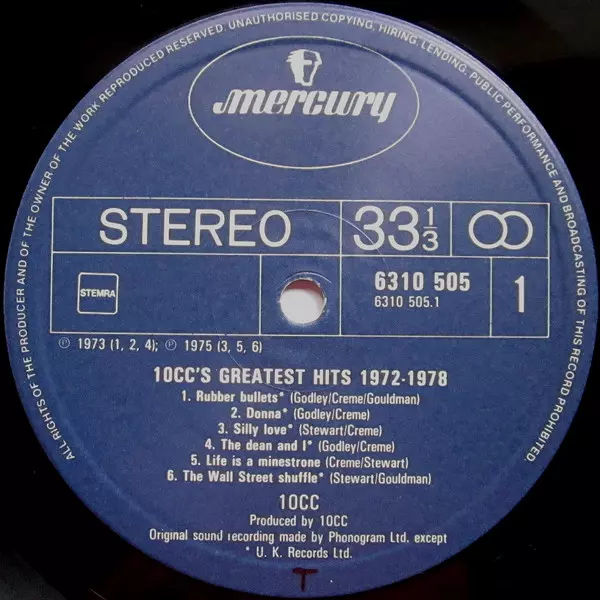 ALL RIGHTS OF THE PRODUCER AND OF THE OWNER OF THE WORK REPRODUCED RESERVED. UNAUTHORISED COPYING, HIRING, LENDING, PUBLIC PERFORMANCE AND BROADCASTING OF THIS RECORD PROHIBITED.
mercury
STEREO 33 1/3
STEMRA
6310 505
6310 505.1
1
℗ 1973 (1, 2, 4); ℗ 1975 (3, 5, 6)
10CC'S GREATEST HITS 1972-1978
1. Rubber bullets* (Godley/Creme/Gouldman)
2. Donna* (Godley/Creme)
3. Silly love* (Stewart/Creme)
4. The dean and I* (Godley/Creme)
5. Life is a minestrone (Creme/Stewart)
6. The Wall Street shuffle* (Stewart/Gouldman)
10CC
Produced by 10CC
Original sound recording made by Phonogram Ltd. except
* U. K. Records Ltd.
T